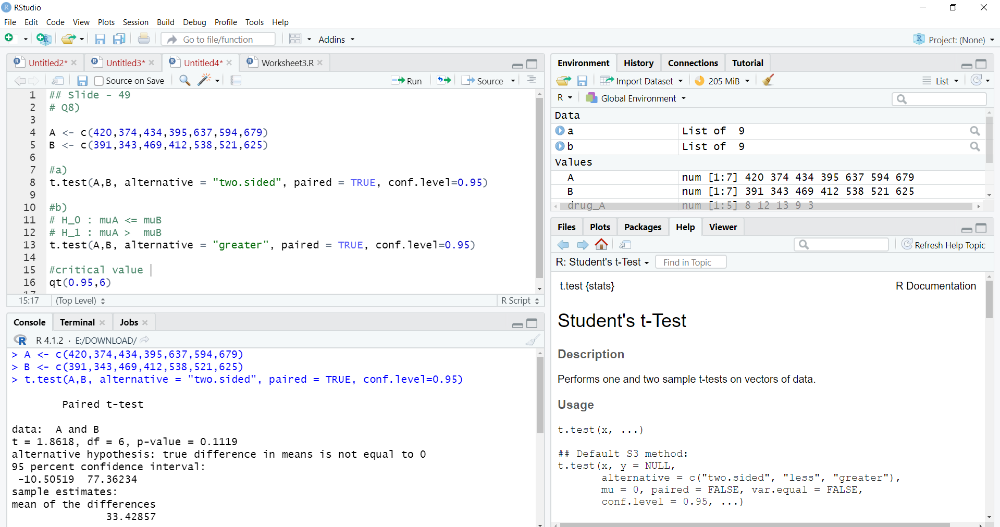 RStudio
File Edit Code View Plots Session Build Debug Profile Tools Help
Go to file/function Addins Project: (None)
Untitled2* Untitled3* Untitled4* Worksheet3.R
Source on Save Run Source
1 ## Slide - 49
2 # Q8)
3
4 A <- c(420,374,434,395,637,594,679)
5 B <- c(391,343,469,412,538,521,625)
6
7 #a)
8 t.test(A,B, alternative = "two.sided", paired = TRUE, conf.level=0.95)
9
10 #b)
11 # H_0 : muA <= muB
12 # H_1 : muA > muB
13 t.test(A,B, alternative = "greater", paired = TRUE, conf.level=0.95)
14
15 #critical value
16 qt(0.95,6)
17
15:17 (Top Level) R Script
Console Terminal Jobs
R 4.1.2 · E:/DOWNLOAD/
> A <- c(420,374,434,395,637,594,679)
> B <- c(391,343,469,412,538,521,625)
> t.test(A,B, alternative = "two.sided", paired = TRUE, conf.level=0.95)
Paired t-test
data: A and B
t = 1.8618, df = 6, p-value = 0.1119
alternative hypothesis: true difference in means is not equal to 0
95 percent confidence interval:
-10.50519 77.36234
sample estimates:
mean of the differences
33.42857
Environment History Connections Tutorial
Import Dataset 205 MiB List
R Global Environment
Data
a List of 9
b List of 9
Values
A num [1:7] 420 374 434 395 637 594 679
B num [1:7] 391 343 469 412 538 521 625
drug_A num [1:5] 8 12 13 9 3
Files Plots Packages Help Viewer
Refresh Help Topic
R: Student's t-Test Find in Topic
t.test {stats} R Documentation
Student's t-Test
Description
Performs one and two sample t-tests on vectors of data.
Usage
t.test(x, ...)
## Default S3 method:
t.test(x, y = NULL,
alternative = c("two.sided", "less", "greater"),
mu = 0, paired = FALSE, var.equal = FALSE,
conf.level = 0.95, ...)